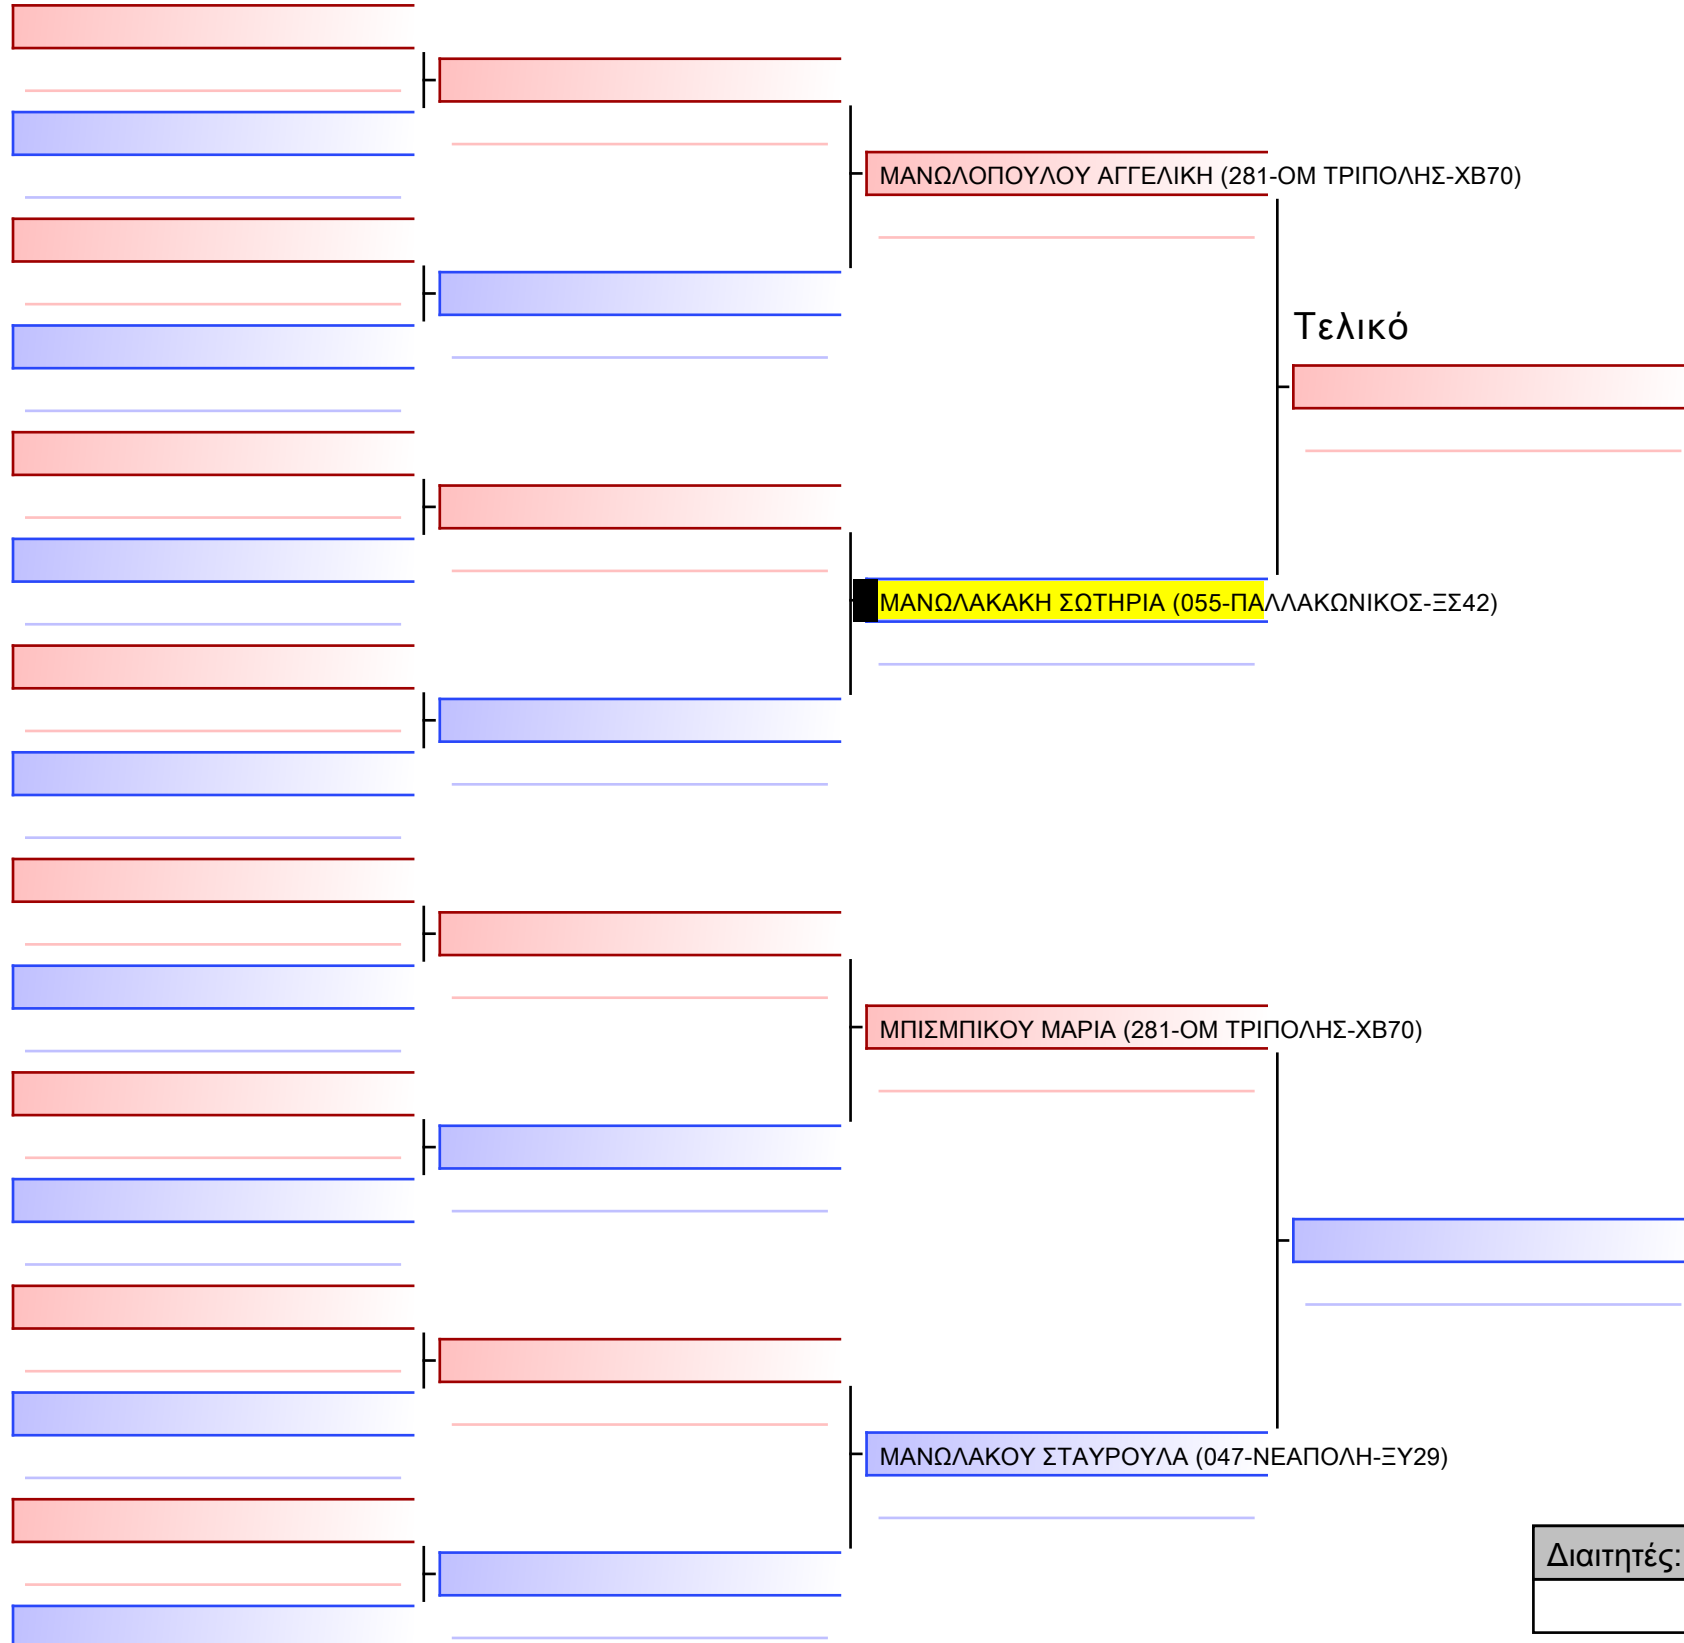 ΜΑΝΩΛΟΠΟΥΛΟΥ ΑΓΓΕΛΙΚΗ (281-ΟΜ ΤΡΙΠΟΛΗΣ-ΧΒ70)
Τελικό
ΜΑΝΩΛΑΚΑΚΗ ΣΩΤΗΡΙΑ (055-ΠΑΛΛΑΚΩΝΙΚΟΣ-ΞΣ42)
ΜΠΙΣΜΠΙΚΟΥ ΜΑΡΙΑ (281-ΟΜ ΤΡΙΠΟΛΗΣ-ΧΒ70)
ΜΑΝΩΛΑΚΟΥ ΣΤΑΥΡΟΥΛΑ (047-ΝΕΑΠΟΛΗ-ΞΥ29)
Διαιτητές: